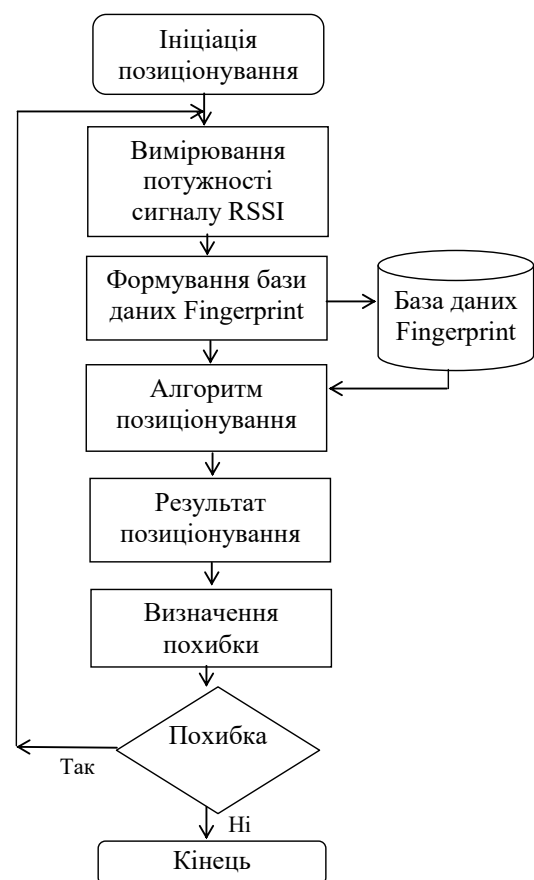 Ініціація
позиціонування
Вимірювання
потужності
сигналу RSSI
Формування бази
даних Fingerprint
База даних
Fingerprint
Алгоритм
позиціонування
Результат
позиціонування
Визначення
похибки
Похибка
Так
Ні
Кінець